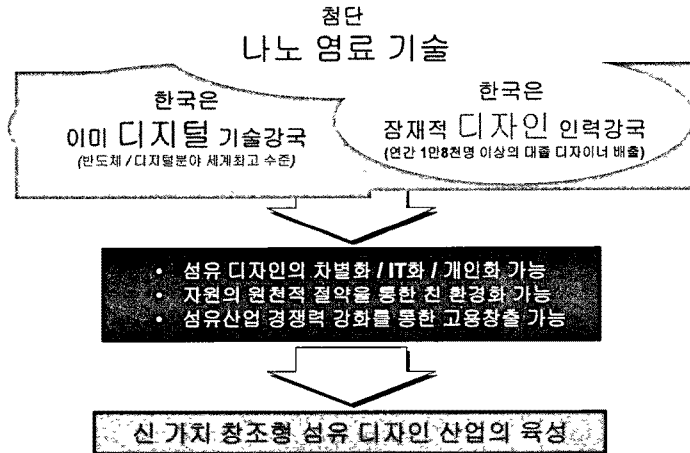 첨단
나노 염료 기술
한국은
이미 디지털 기술강국
(반도체 / 디지털분야 세계최고 수준)
한국은
잠재적 디자인 인력강국
(연간 1만8천명 이상의 대졸 디자이너 배출)
• 섬유 디자인의 차별화 / IT화 / 개인화 가능
• 자원의 원천적 절약을 통한 친 환경화 가능
• 섬유산업 경쟁력 강화를 통한 고용창출 가능
신 가치 창조형 섬유 디자인 산업의 육성